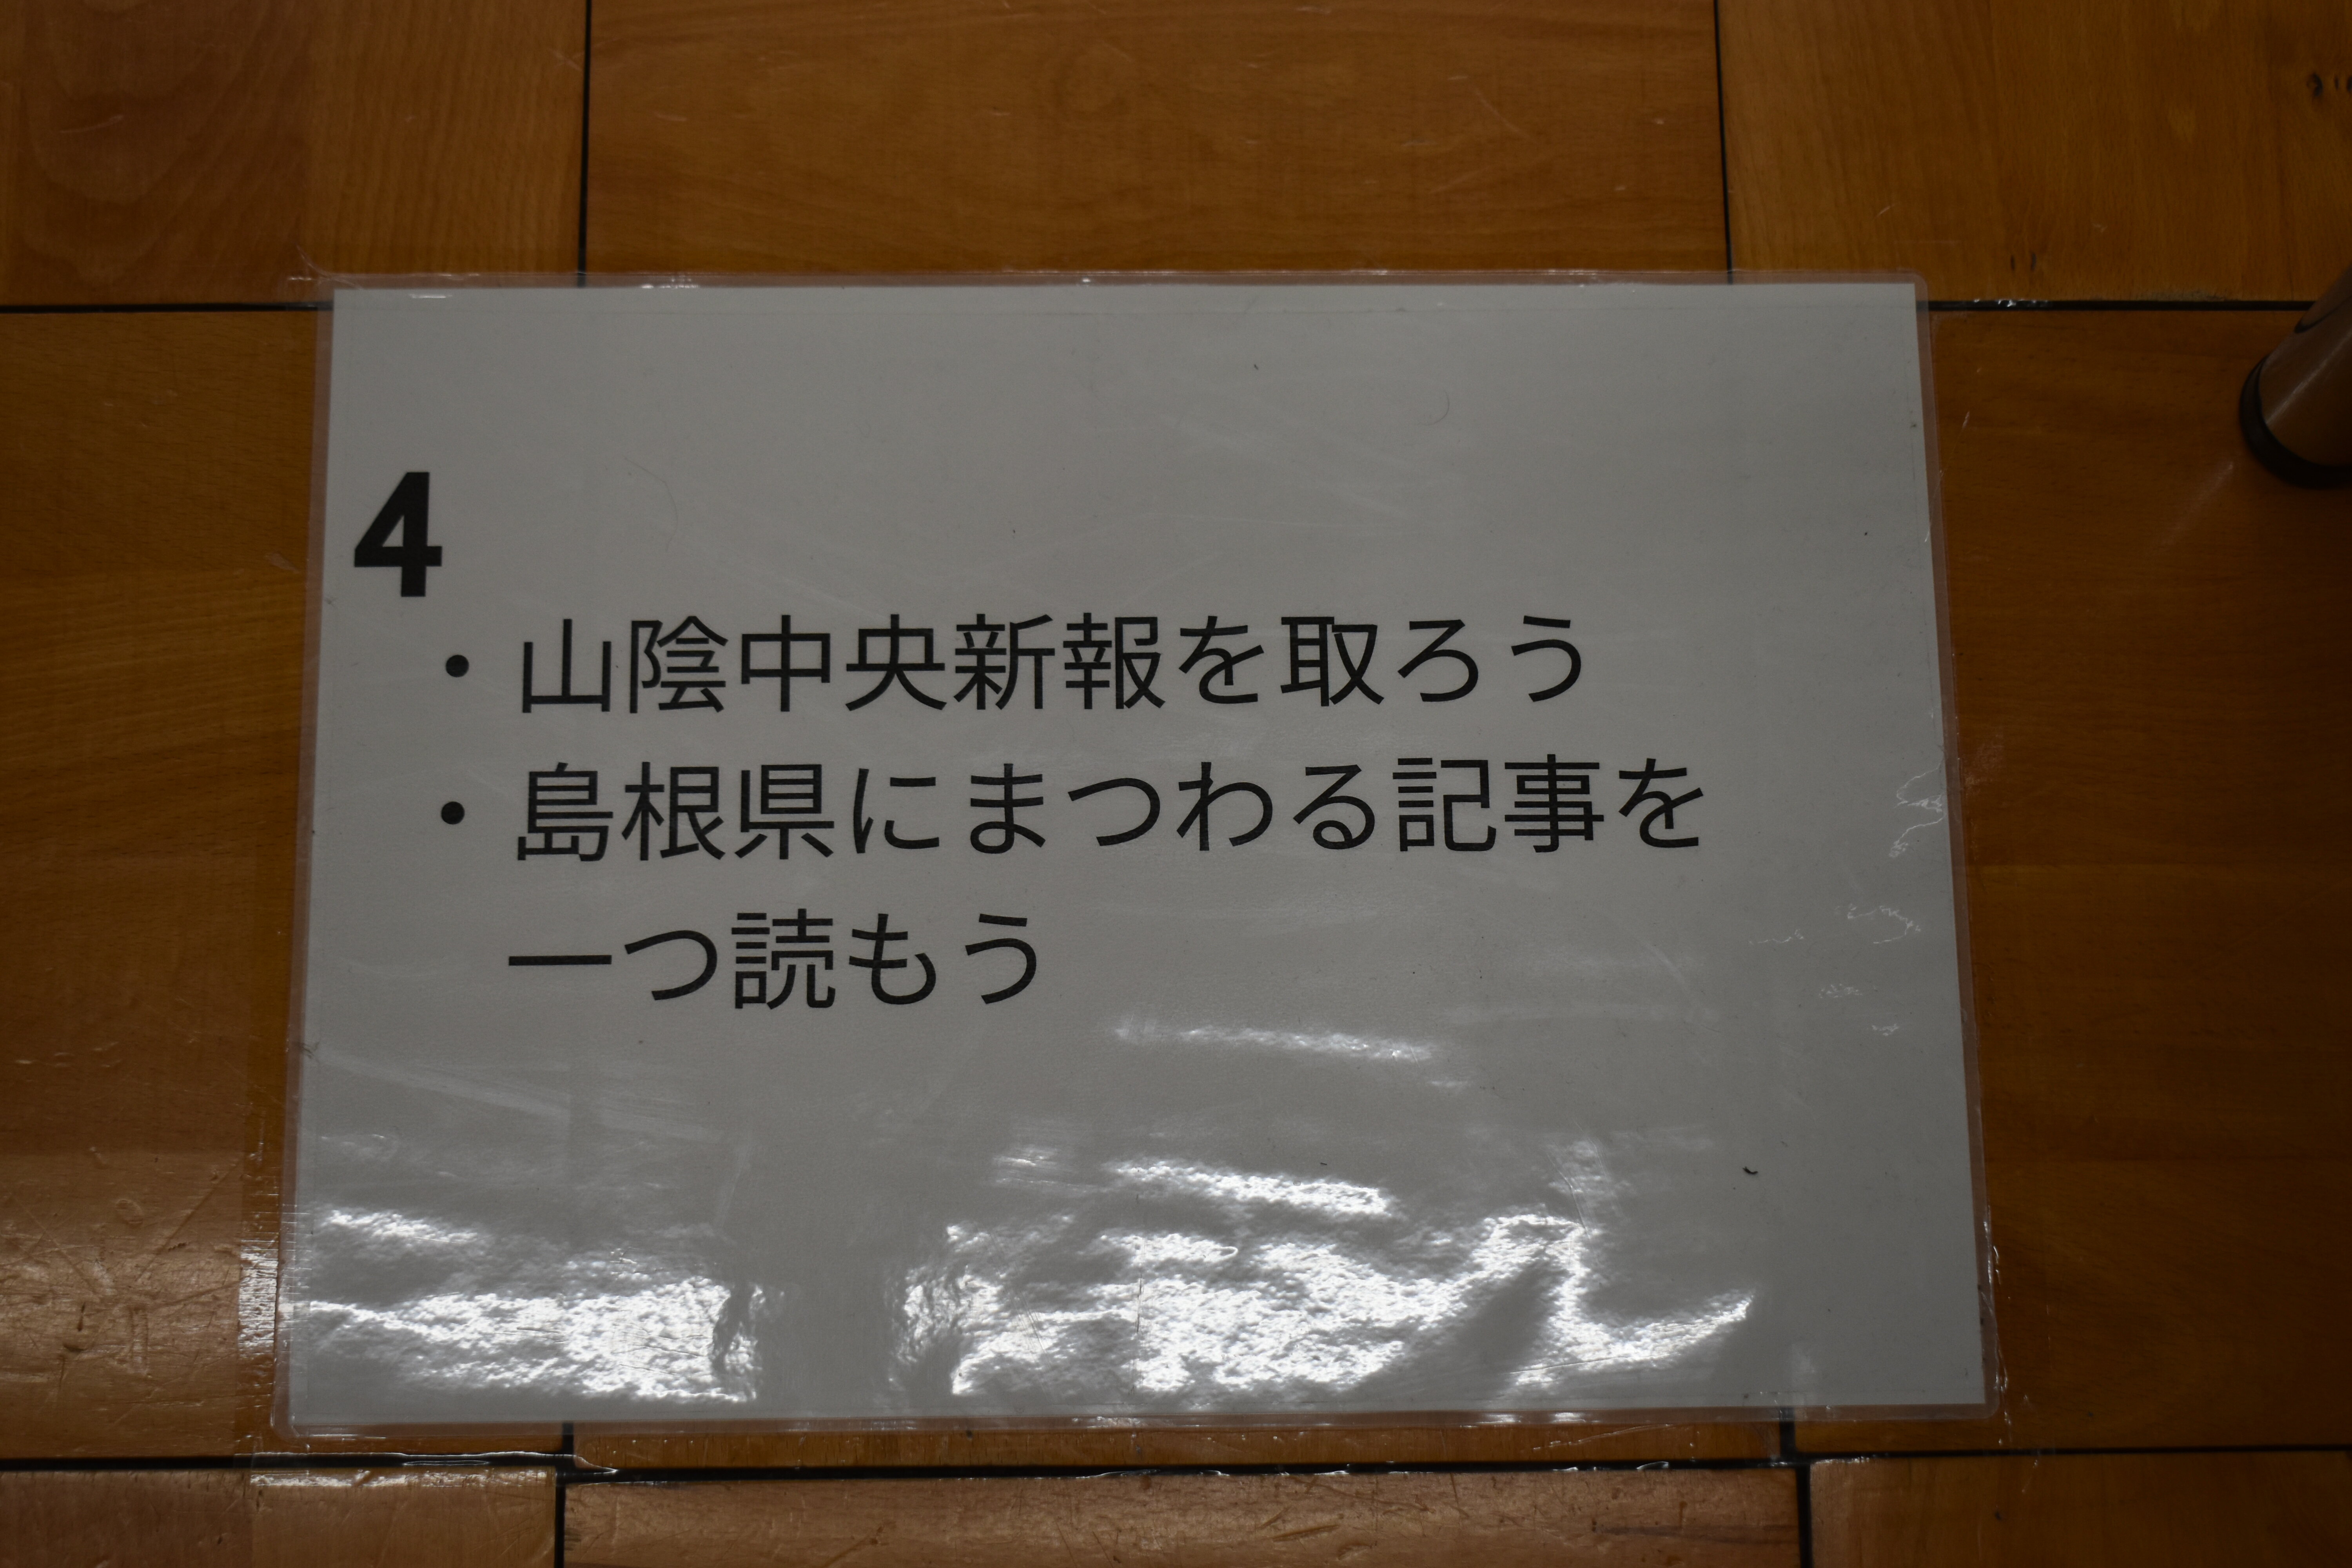 4
・山陰中央新報を取ろう
・島根県にまつわる記事を
一つ読もう